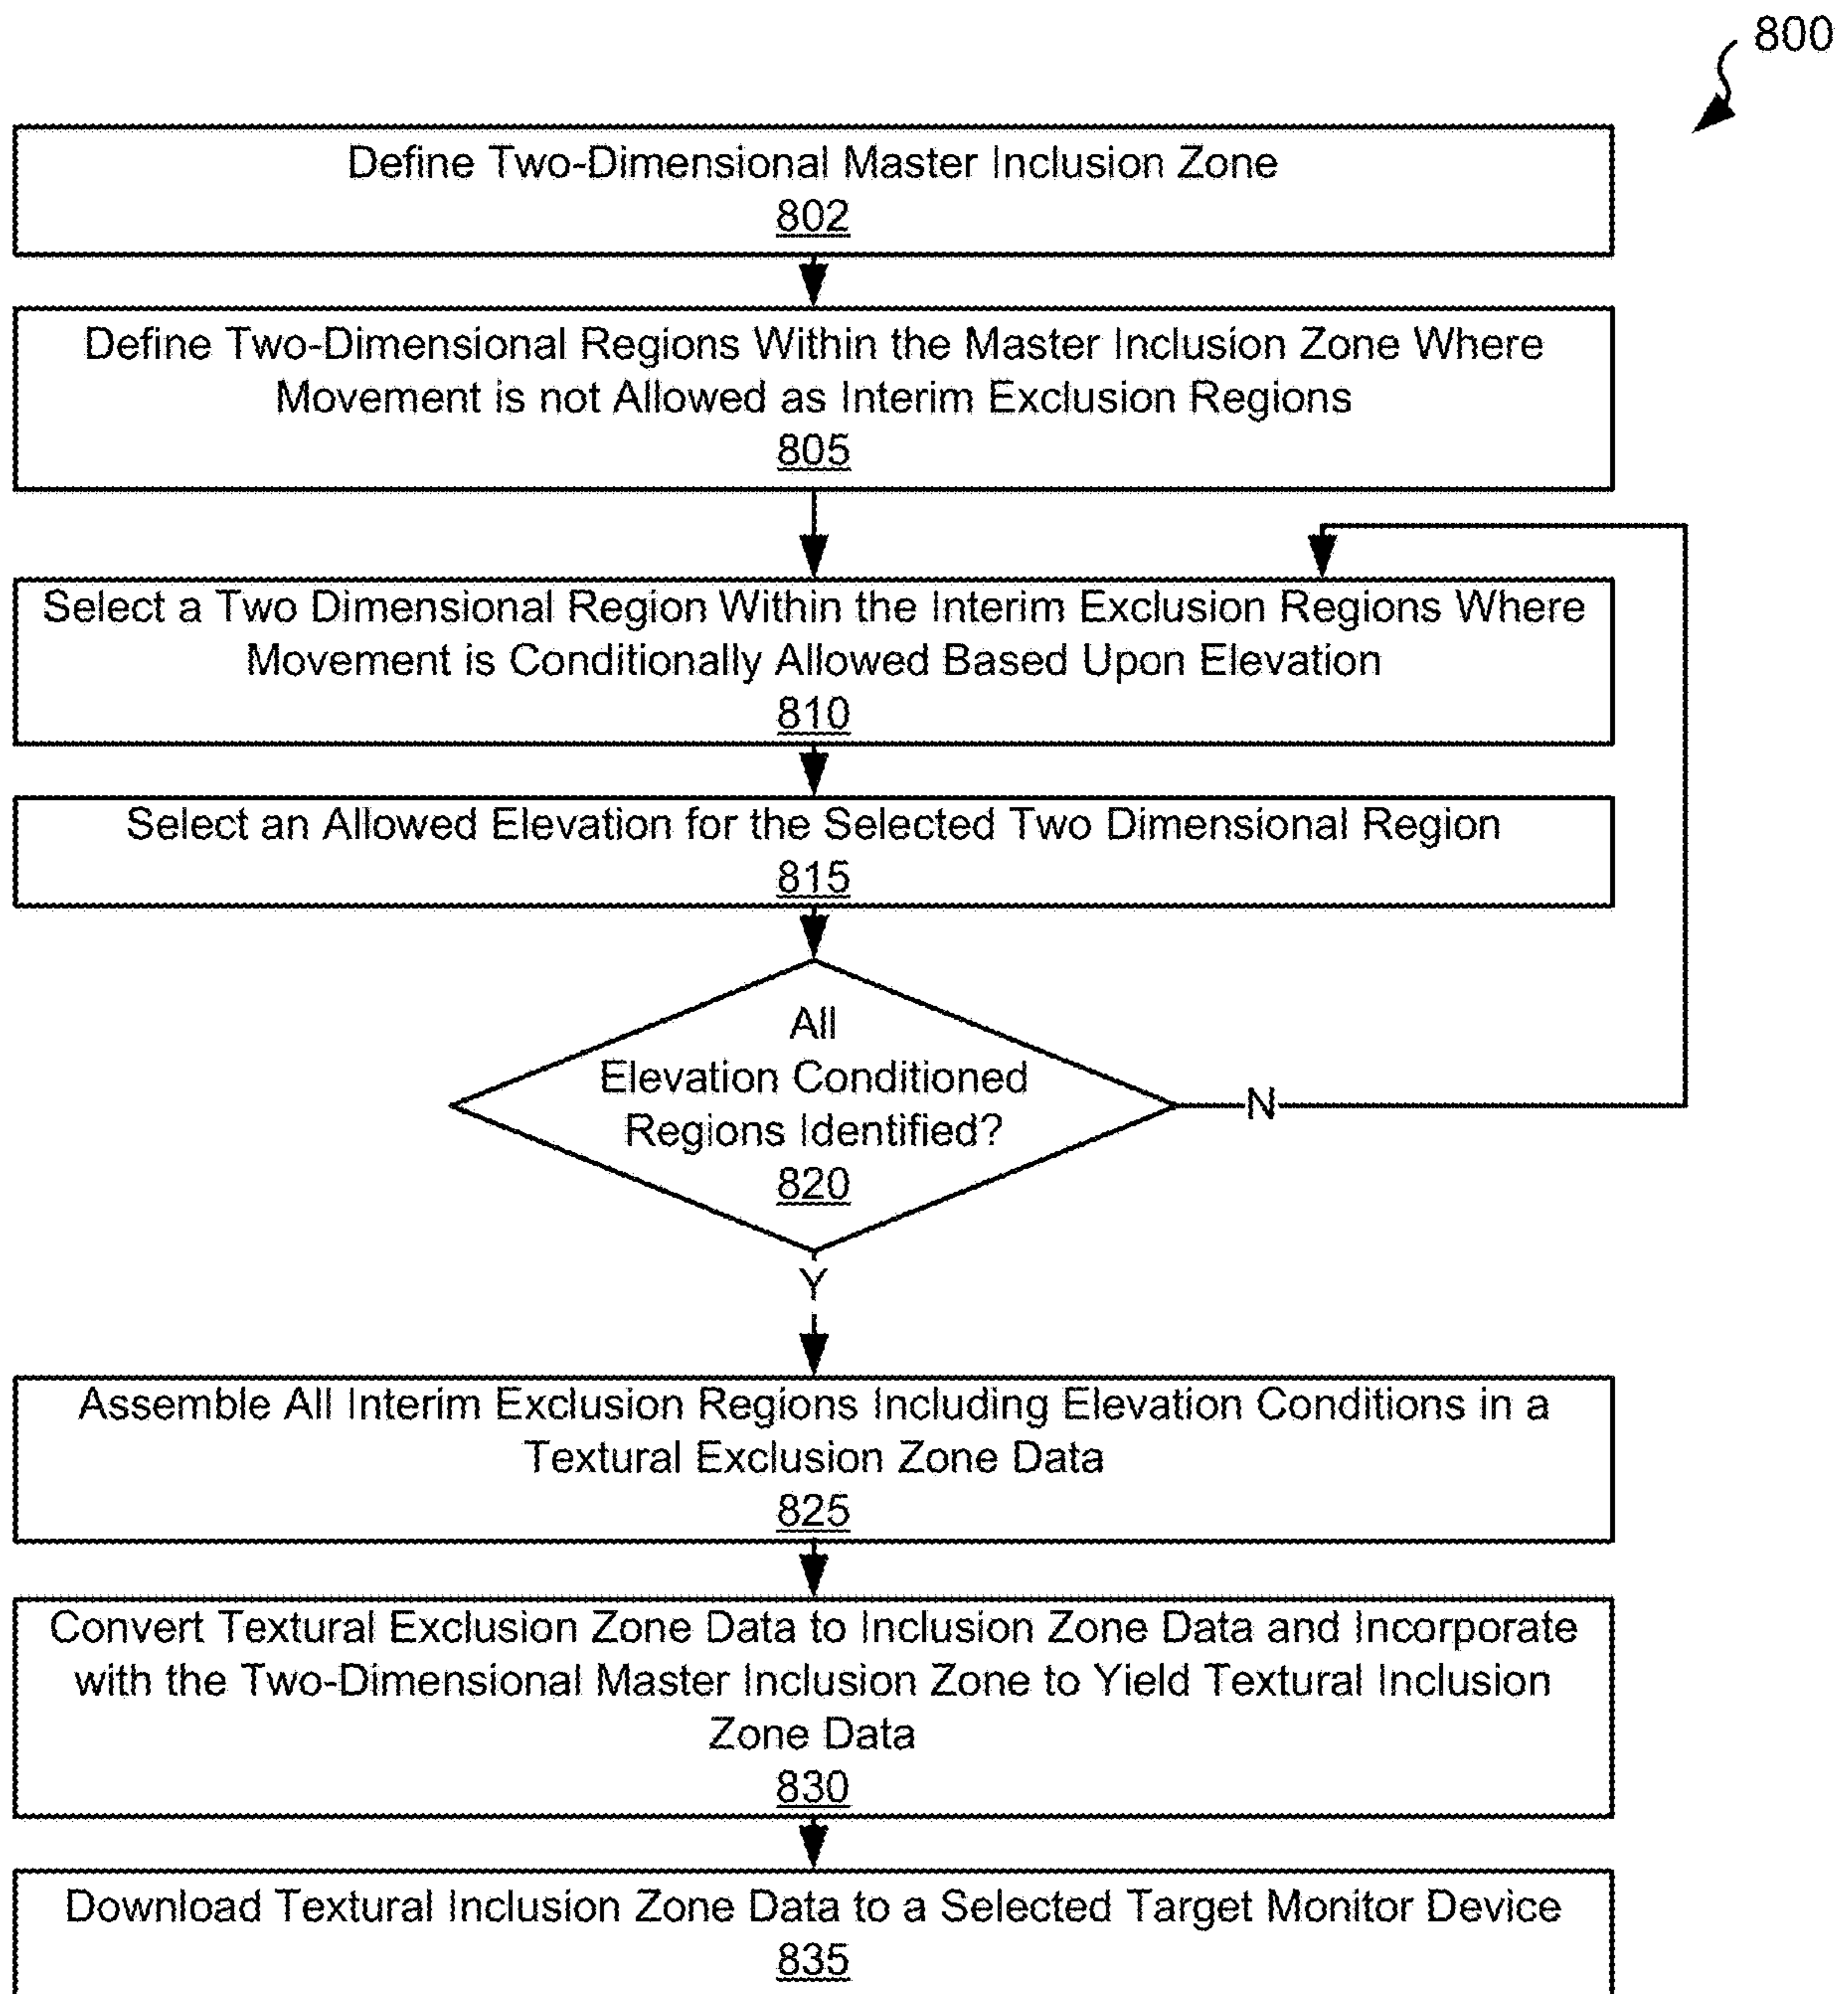 800
Define Two-Dimensional Master Inclusion Zone
802
Define Two-Dimensional Regions Within the Master Inclusion Zone Where
Movement is not Allowed as Interim Exclusion Regions
805
Select a Two Dimensional Region Within the Interim Exclusion Regions Where
Movement is Conditionally Allowed Based Upon Elevation
810
Select an Allowed Elevation for the Selected Two Dimensional Region
815
All
Elevation Conditioned
Regions Identified?
820
N
Y
Assemble All Interim Exclusion Regions Including Elevation Conditions in a
Textural Exclusion Zone Data
825
Convert Textural Exclusion Zone Data to Inclusion Zone Data and Incorporate
with the Two-Dimensional Master Inclusion Zone to Yield Textural Inclusion
Zone Data
830
Download Textural Inclusion Zone Data to a Selected Target Monitor Device
835